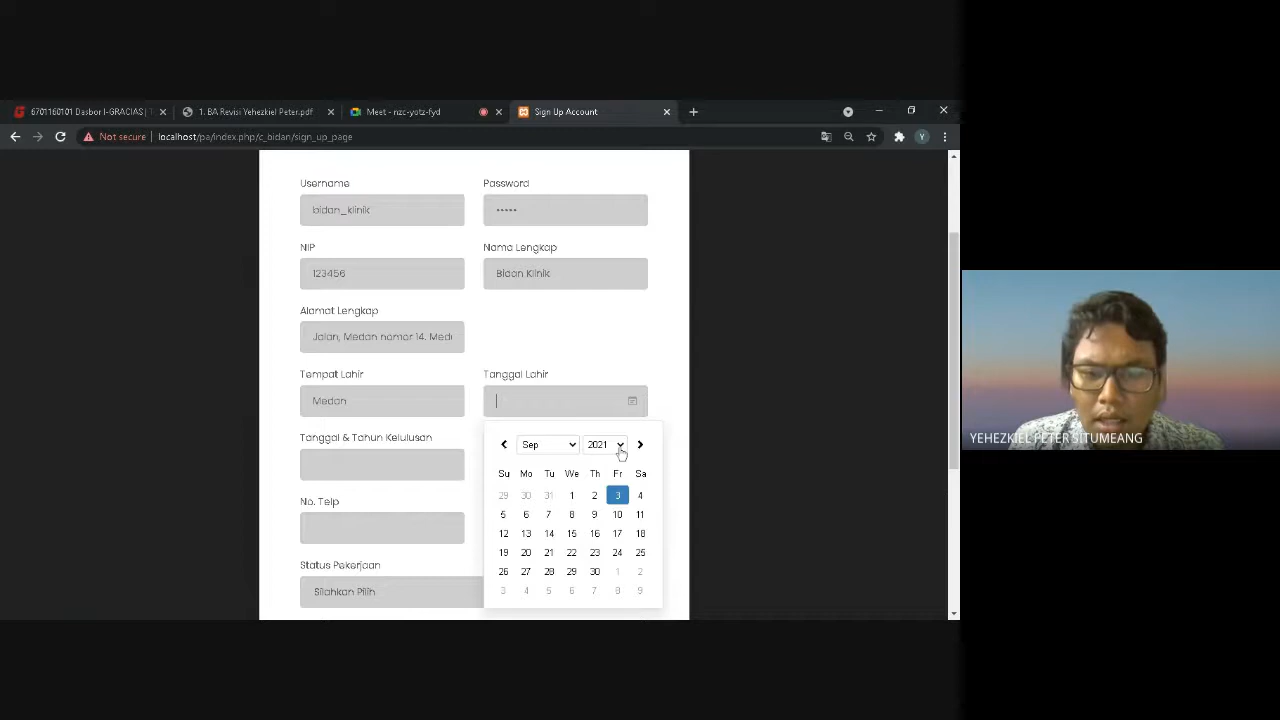 6701160101 Dasbor I-GRACIAS |
1. BA Revisi Yehezkiel Peter.pdf
Meet - nzc-yotz-fyd
Sign Up Account
Not secure
localhost/pa/index.php/c_bidan/sign_up_page
Y
Username
Password
bidan_klinik
•••••
NIP
Nama Lengkap
123456
Bidan Klinik
Alamat Lengkap
Jalan, Medan nomor 14. Med
Tempat Lahir
Tanggal Lahir
Medan
Tanggal & Tahun Kelulusan
Sep 2021
Su Mo Tu We Th Fr Sa
29 30 31 1 2 3 4
5 6 7 8 9 10 11
12 13 14 15 16 17 18
19 20 21 22 23 24 25
26 27 28 29 30 1 2
3 4 5 6 7 8 9
No. Telp
Status Pekerjaan
Silahkan Pilih
YEHEZKIEL PETER SITUMEANG